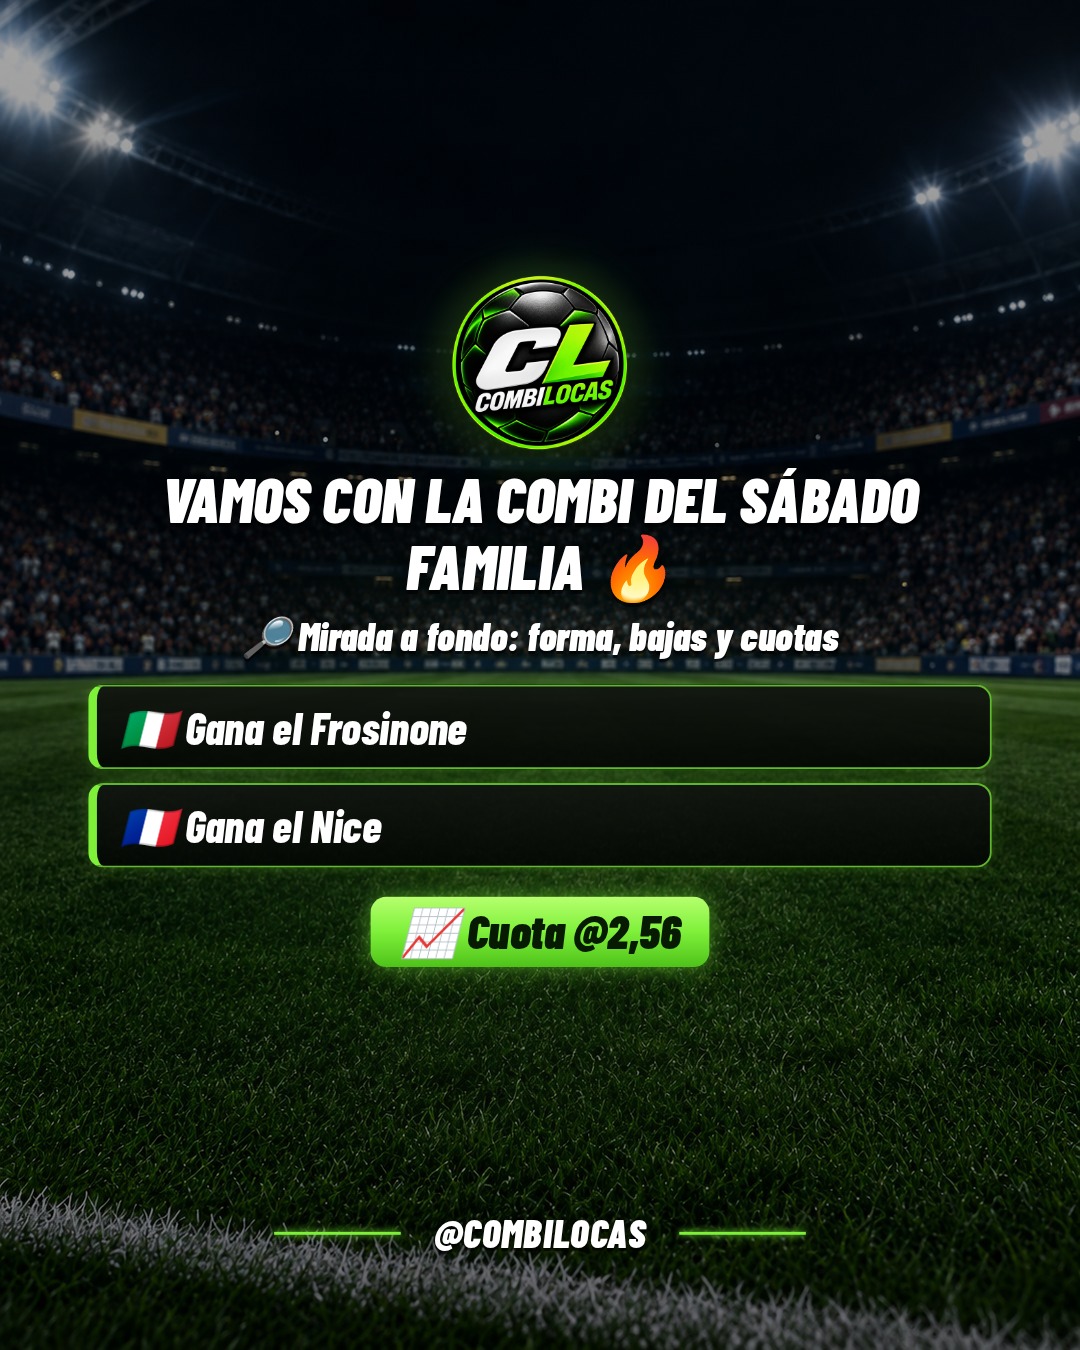 CL
COMBILOCAS
VAMOS CON LA COMBI DEL SÁBADO
FAMILIA 🔥
🔎 Mirada a fondo: forma, bajas y cuotas
🇮🇹 Gana el Frosinone
🇫🇷 Gana el Nice
📈 Cuota @2,56
@COMBILOCAS